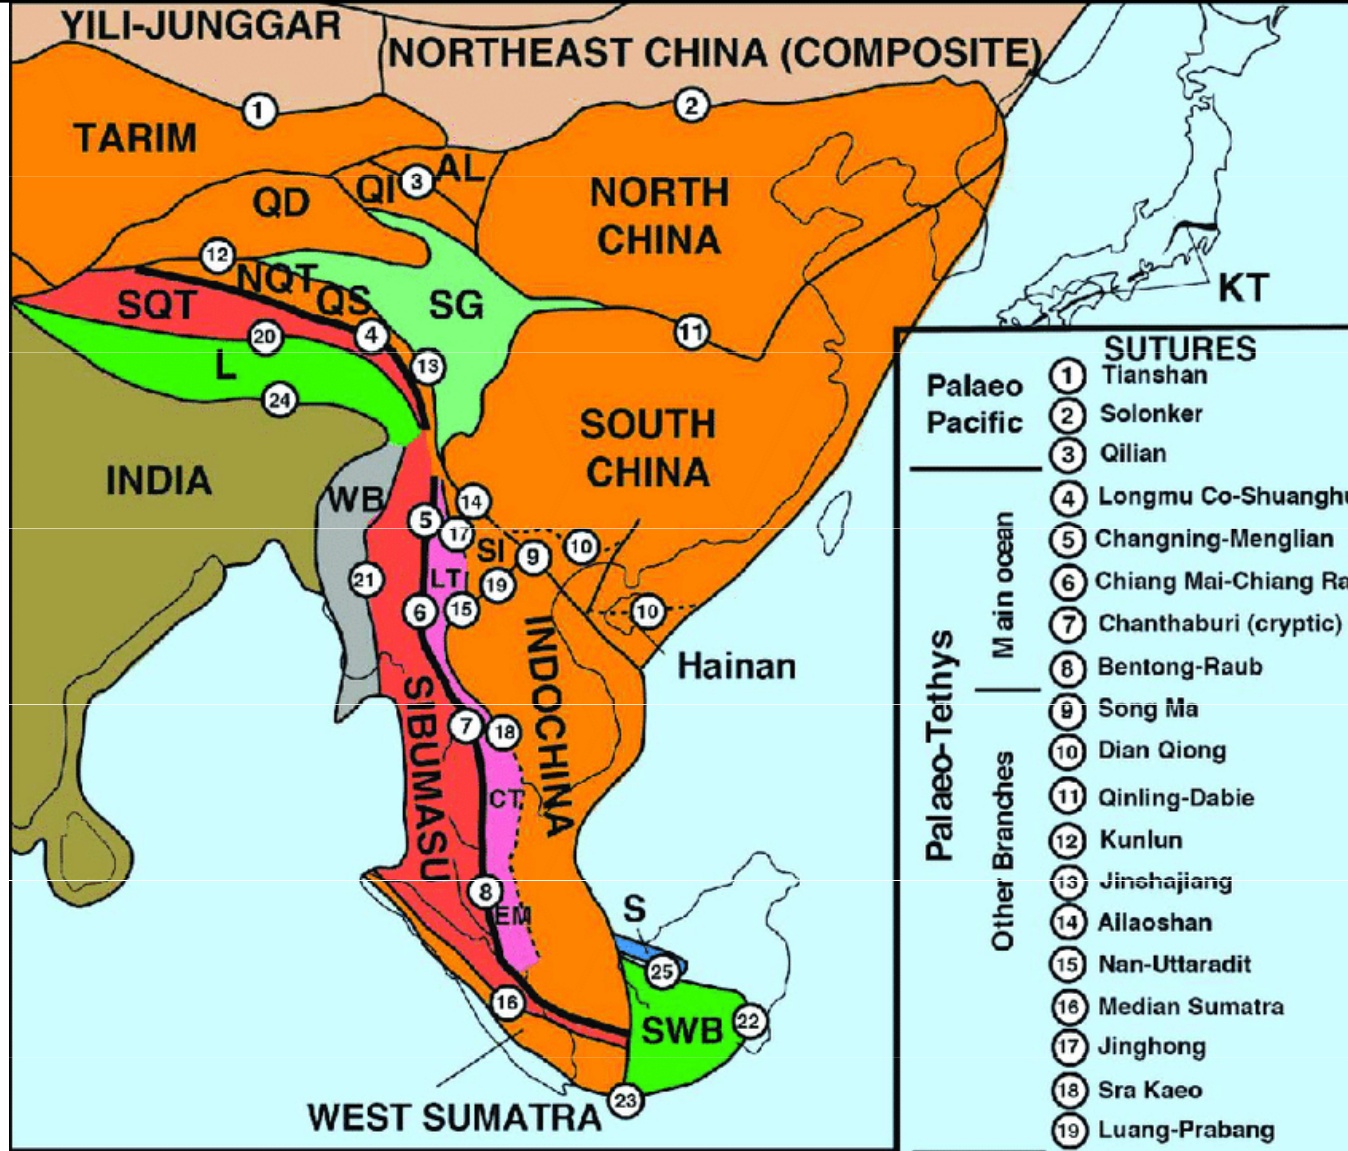 YILI-JUNGGAR
NORTHEAST CHINA (COMPOSITE)
1
2
TARIM
AL
QI
3
QD
NORTH
CHINA
12
NQT
QS
SQT
SG
KT
20
4
11
L
13
24
SOUTH
CHINA
INDIA
WB
14
5
17
SI
9
10
21
LT
19
6
15
10
INDOCHINA
Hainan
SIBUMASU
7
18
CT
8
EM
S
25
16
SWB
22
WEST SUMATRA
23
SUTURES
Palaeo
Pacific
1 Tianshan
2 Solonker
3 Qilian
Palaeo-Tethys
Main ocean
4 Longmu Co-Shuanghu
5 Changning-Menglian
6 Chiang Mai-Chiang Ra
7 Chanthaburi (cryptic)
8 Bentong-Raub
Other Branches
9 Song Ma
10 Dian Qiong
11 Qinling-Dabie
12 Kunlun
13 Jinshajiang
14 Ailaoshan
15 Nan-Uttaradit
16 Median Sumatra
17 Jinghong
18 Sra Kaeo
19 Luang-Prabang